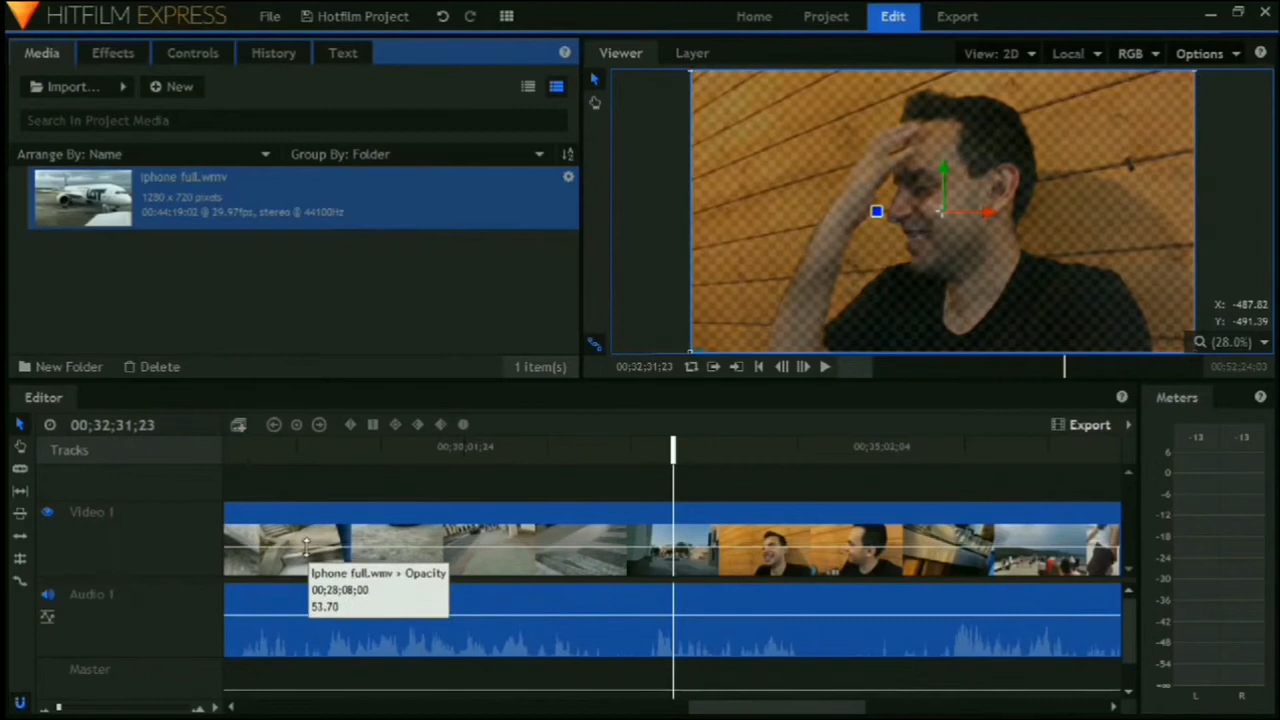 HITFILM EXPRESS
File
Hotfilm Project
Home
Project
Edit
Export
Media
Effects
Controls
History
Text
Viewer
Layer
View: 2D
Local
RGB
Options
Import...
New
Search In Project Media
Arrange By: Name
Group By: Folder
Iphone full.wmv
1280 x 720 pixels
00:44:19:02 @ 29.97fps, stereo @ 44100Hz
X: -487.82
Y: -491.39
(28.0%)
New Folder
Delete
1 item(s)
00;32;31;23
00;52;24;03
Editor
Meters
00;32;31;23
Export
Tracks
00;30;01;24
00;35;02;04
-13
-13
6
0
-6
-12
-18
-24
-30
-36
-42
-54
-∞
L
R
Video 1
Iphone full.wmv > Opacity
00;28;08;00
53.70
Audio 1
Master